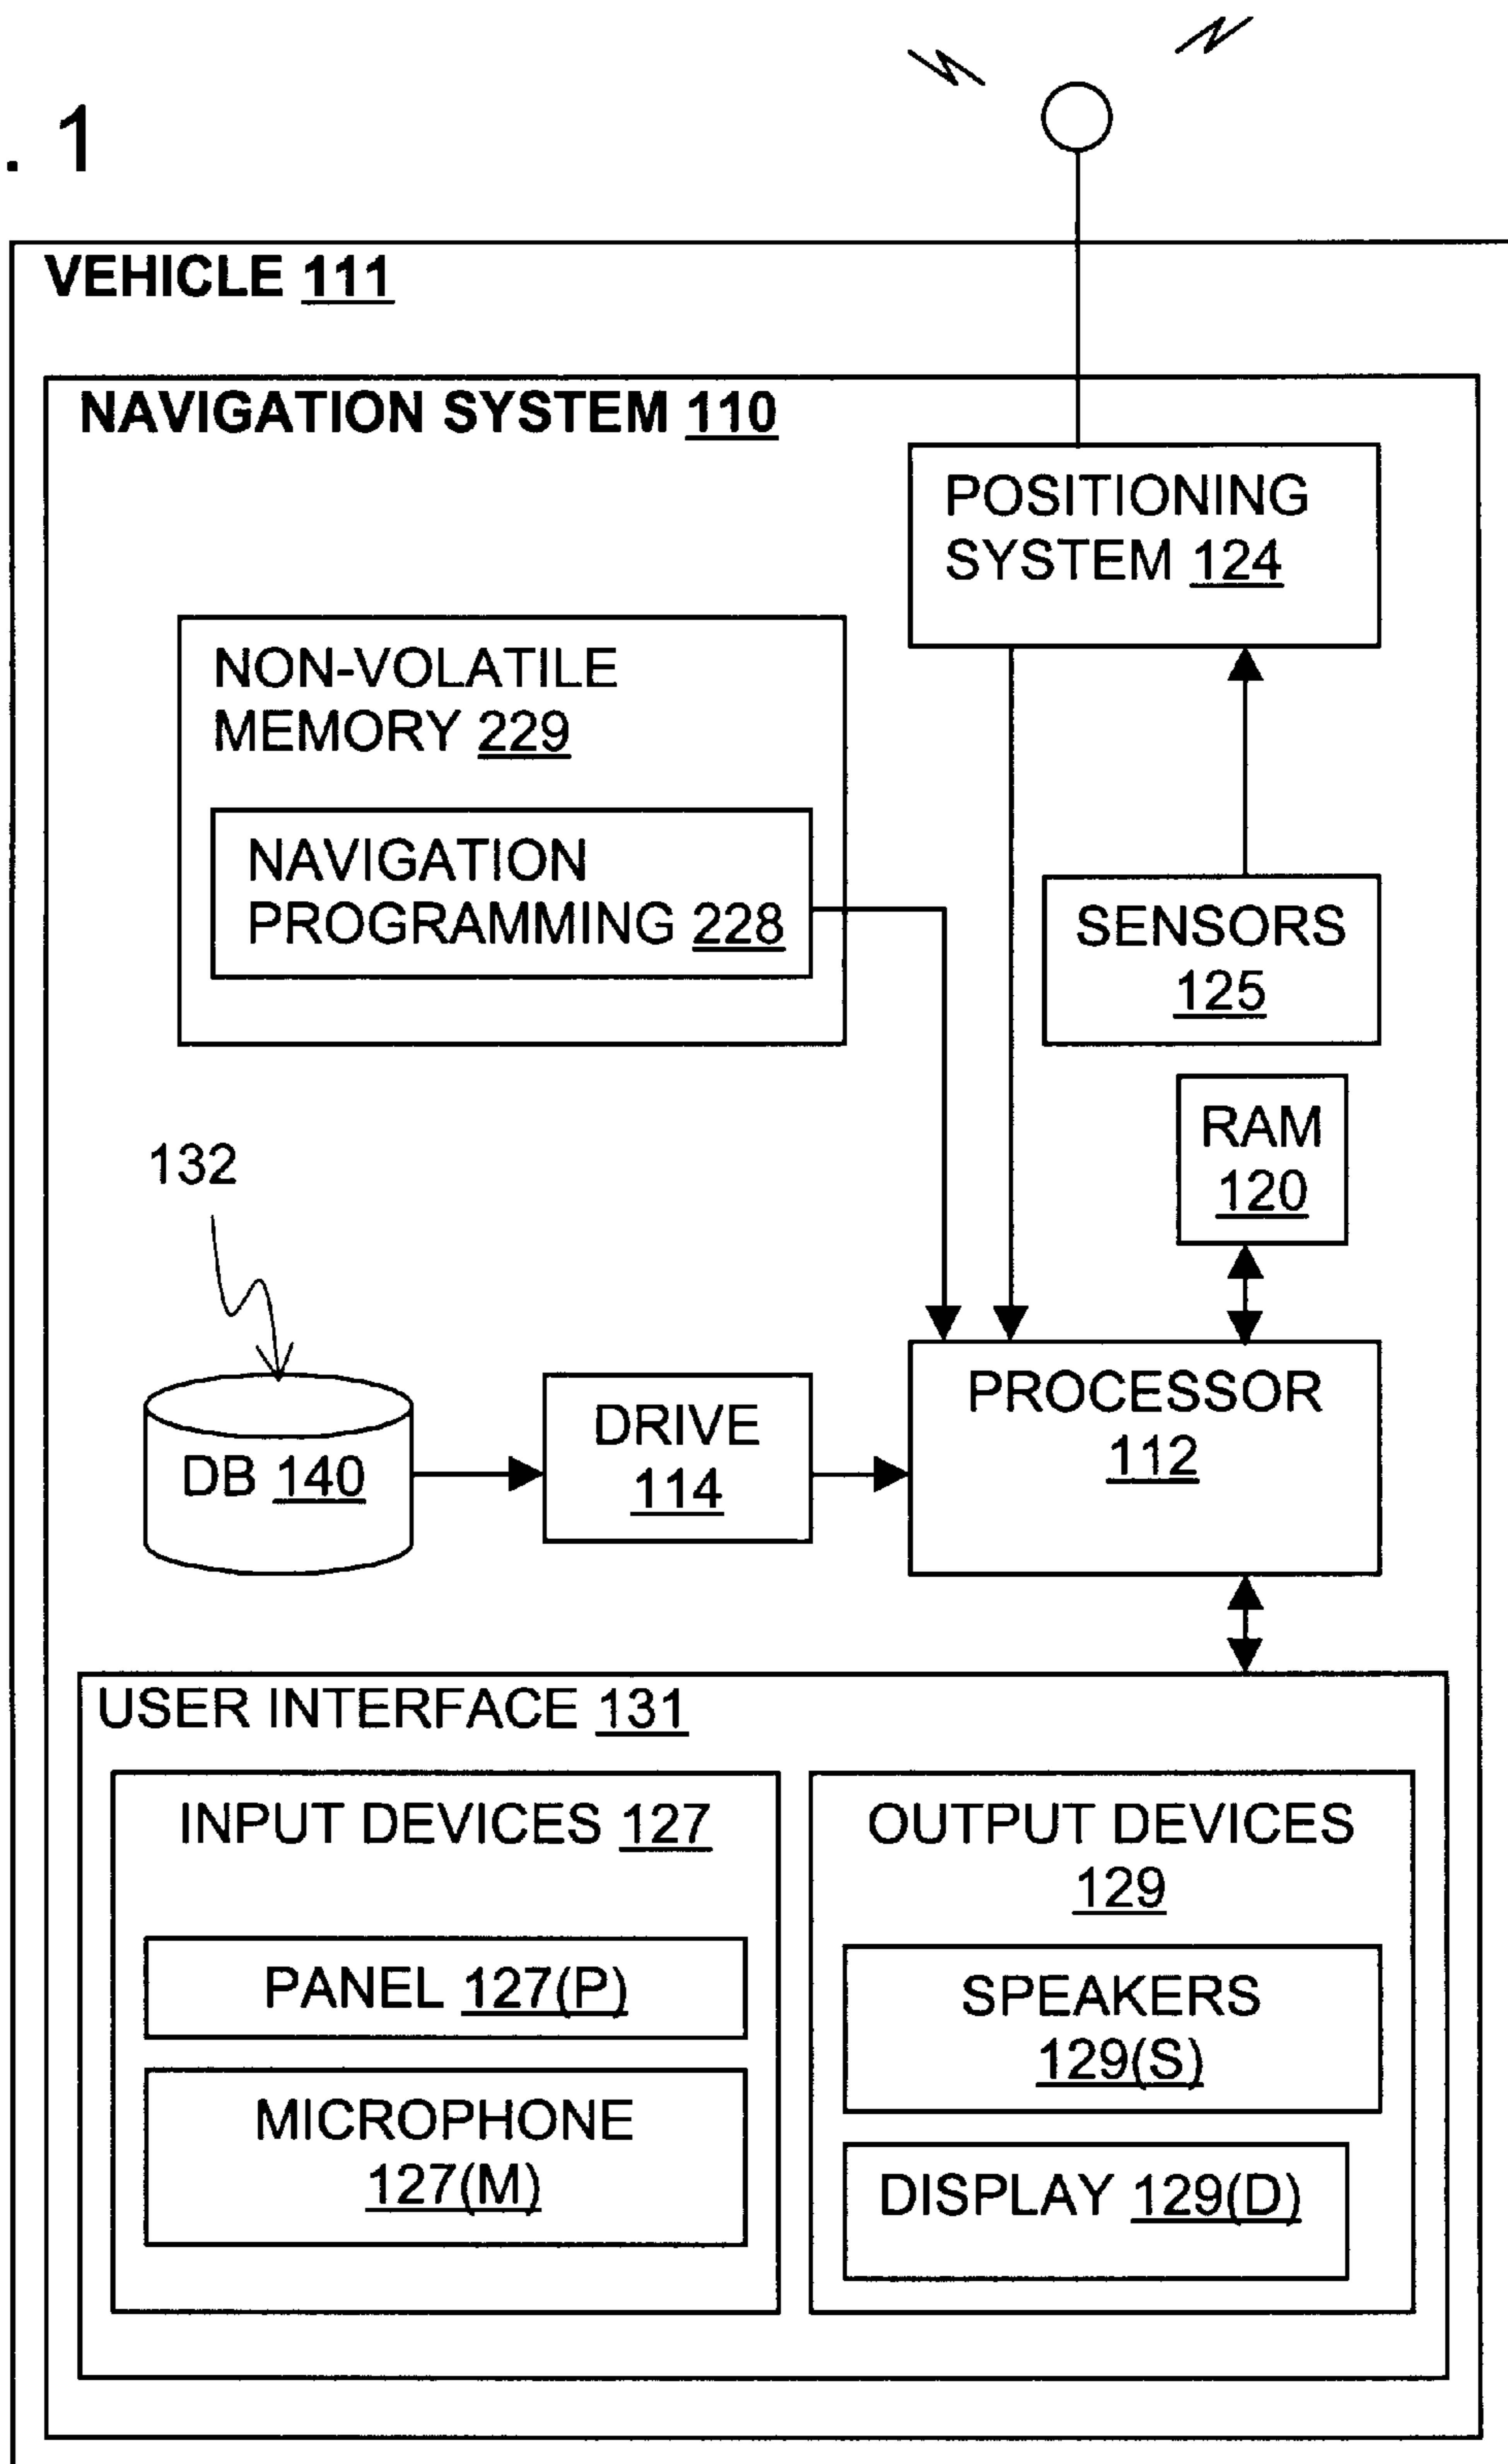 . 1
VEHICLE 111
NAVIGATION SYSTEM 110
POSITIONING
SYSTEM 124
NON-VOLATILE
MEMORY 229
NAVIGATION
PROGRAMMING 228
SENSORS
125
RAM
120
132
DB 140
DRIVE
114
PROCESSOR
112
USER INTERFACE 131
INPUT DEVICES 127
PANEL 127(P)
MICROPHONE
127(M)
OUTPUT DEVICES
129
SPEAKERS
129(S)
DISPLAY 129(D)